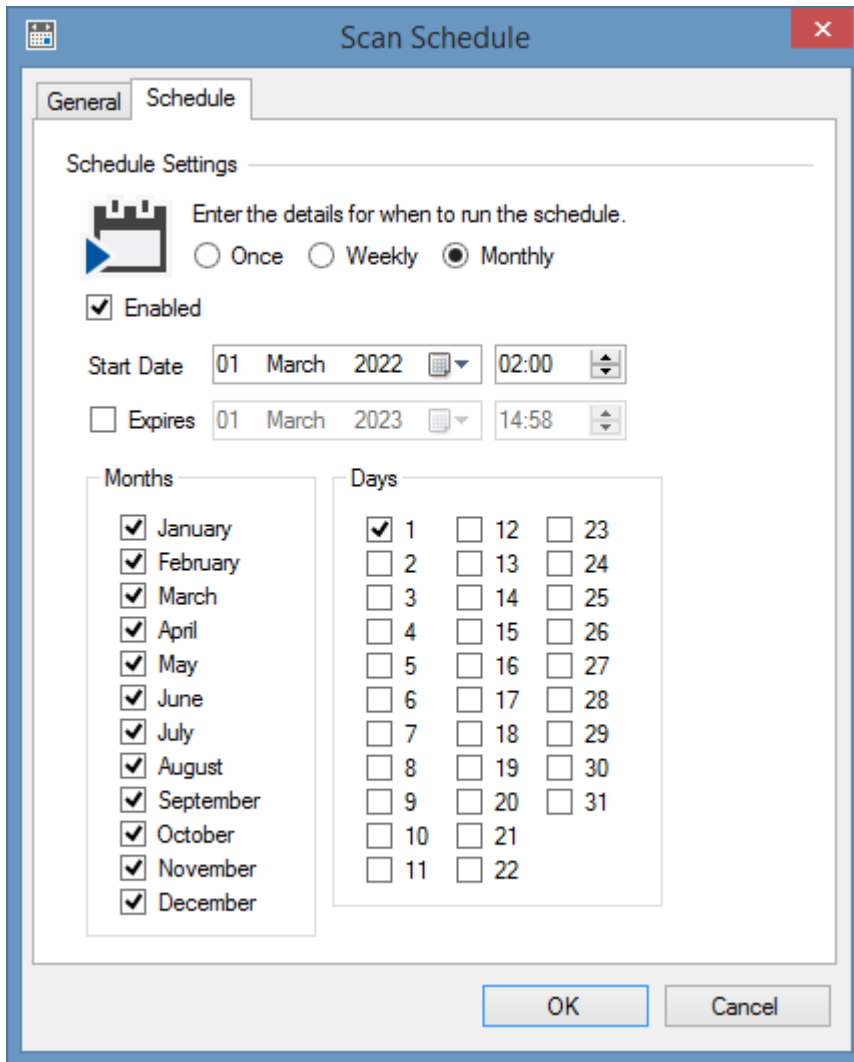 Scan Schedule
General Schedule
Schedule Settings
Enter the details for when to run the schedule.
Once Weekly Monthly
Enabled
Start Date 01 March 2022 02:00
Expires 01 March 2023 14:58
Months
January
February
March
April
May
June
July
August
September
October
November
December
Days
1 12 23
2 13 24
3 14 25
4 15 26
5 16 27
6 17 28
7 18 29
8 19 30
9 20 31
10 21
11 22
OK Cancel